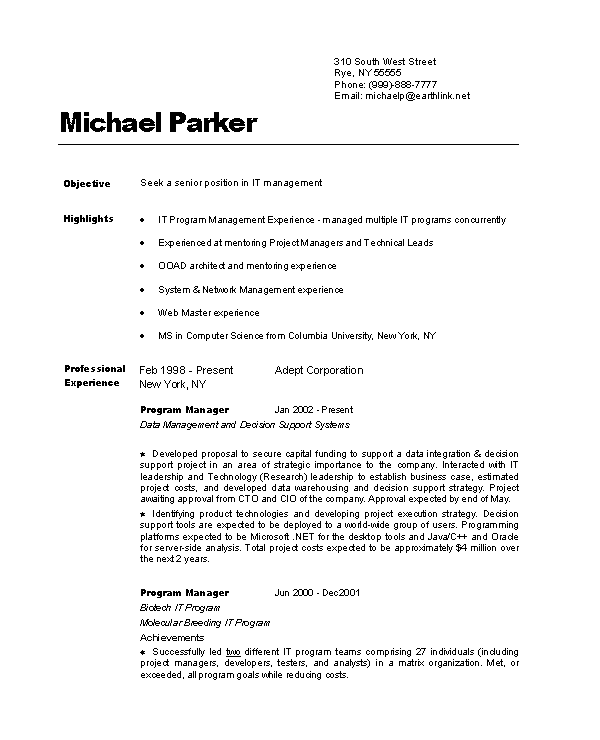 310 South West Street
Rye, NY 55555
Phone: (999)-888-7777
Email: michaelp@earthlink.net
Michael Parker
Objective Seek a senior position in IT management
Highlights • IT Program Management Experience - managed multiple IT programs concurrently
• Experienced at mentoring Project Managers and Technical Leads
• OOAD architect and mentoring experience
• System & Network Management experience
• Web Master experience
• MS in Computer Science from Columbia University, New York, NY
Professional Feb 1998 - Present Adept Corporation
Experience New York, NY
Program Manager Jan 2002 - Present
Data Management and Decision Support Systems
* Developed proposal to secure capital funding to support a data integration & decision
support project in an area of strategic importance to the company. Interacted with IT
leadership and Technology (Research) leadership to establish business case, estimated
project costs, and developed data warehousing and decision support strategy. Project
awaiting approval from CTO and CIO of the company. Approval expected by end of May.
* Identifying product technologies and developing project execution strategy. Decision
support tools are expected to be deployed to a world-wide group of users. Programming
platforms expected to be Microsoft .NET for the desktop tools and Java/C++ and Oracle
for server-side analysis. Total project costs expected to be approximately $4 million over
the next 2 years.
Program Manager Jun 2000 - Dec2001
Biotech IT Program
Molecular Breeding IT Program
Achievements
* Successfully led two different IT program teams comprising 27 individuals (including
project managers, developers, testers, and analysts) in a matrix organization. Met, or
exceeded, all program goals while reducing costs.